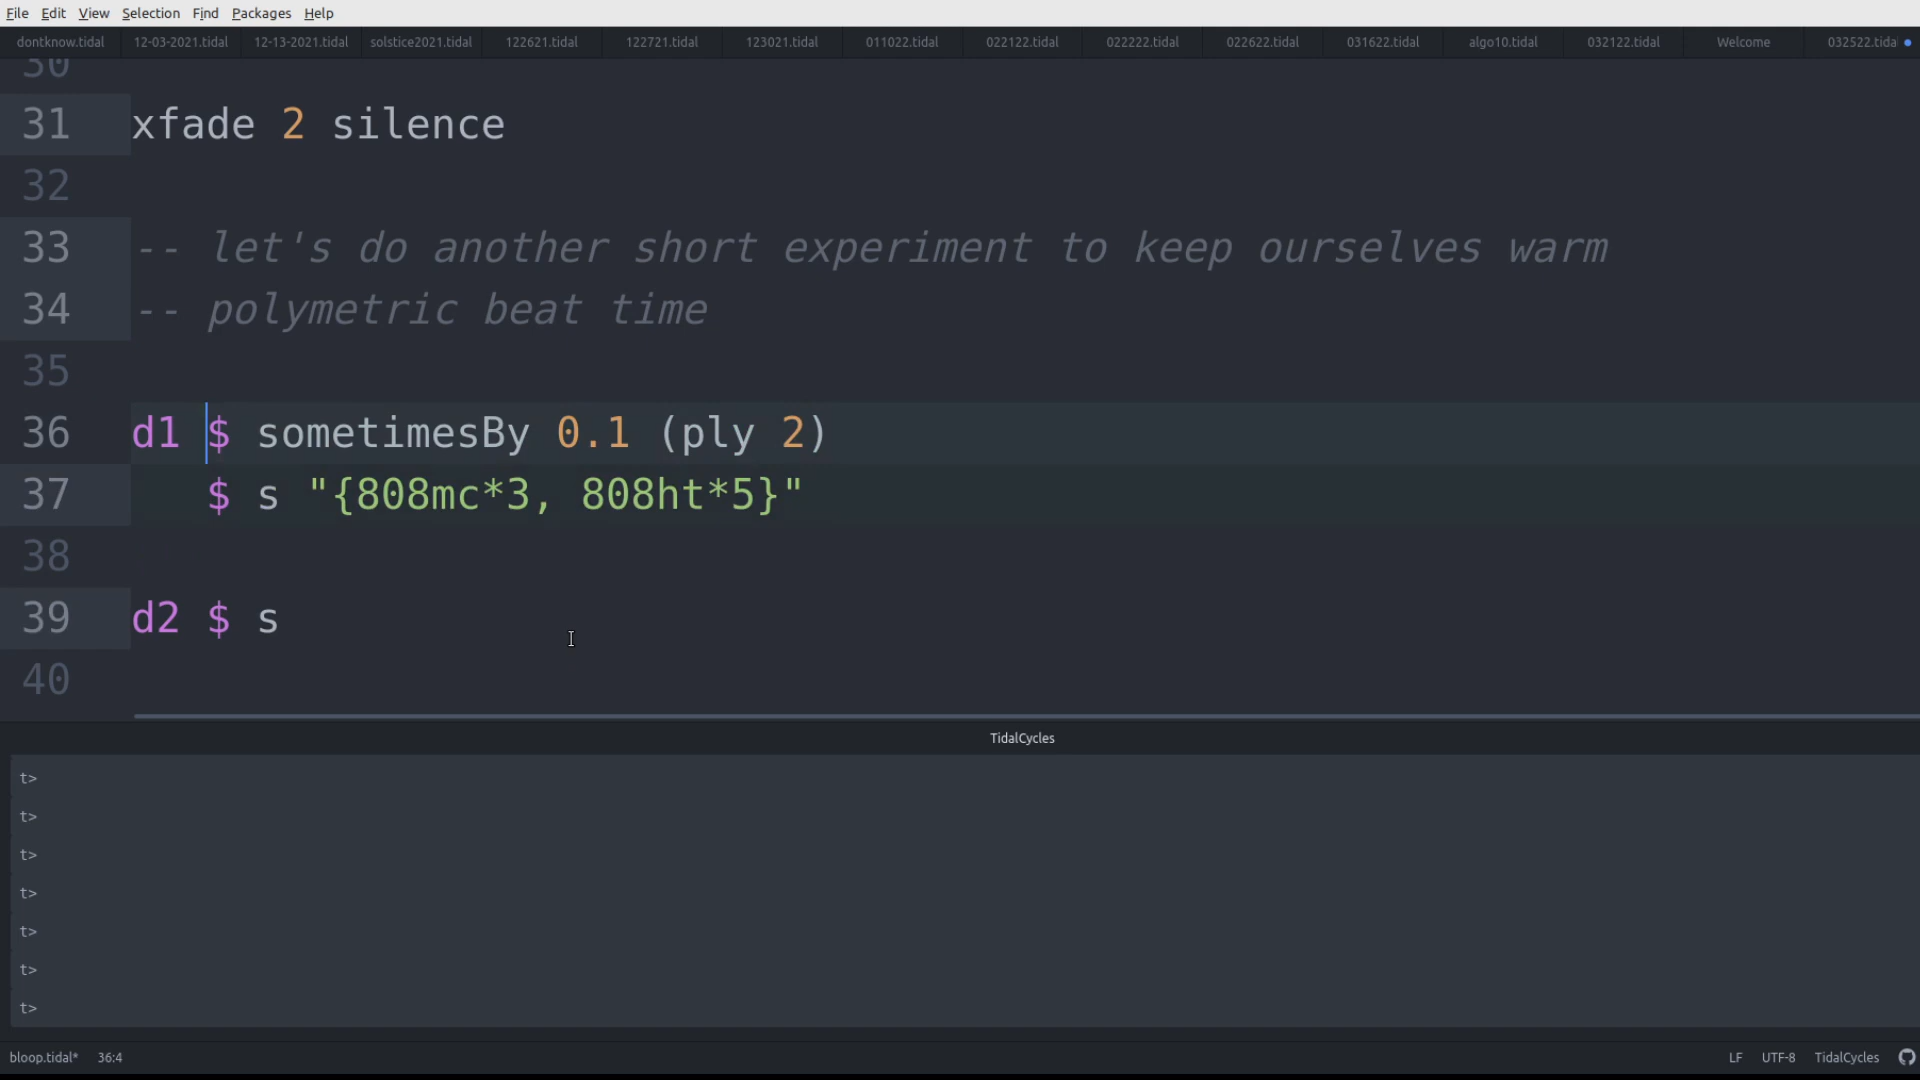 File Edit View Selection Find Packages Help
dontknow.tidal 12-03-2021.tidal 12-13-2021.tidal solstice2021.tidal 122621.tidal 122721.tidal 123021.tidal 011022.tidal 022122.tidal 022222.tidal 022622.tidal 031622.tidal algo10.tidal 032122.tidal Welcome 032522.tida
30
31 xfade 2 silence
32
33 -- let's do another short experiment to keep ourselves warm
34 -- polymetric beat time
35
36 d1 $ sometimesBy 0.1 (ply 2)
37 $ s "{808mc*3, 808ht*5}"
38
39 d2 $ s
40
TidalCycles
t>
t>
t>
t>
t>
t>
t>
bloop.tidal* 36:4 LF UTF-8 TidalCycles